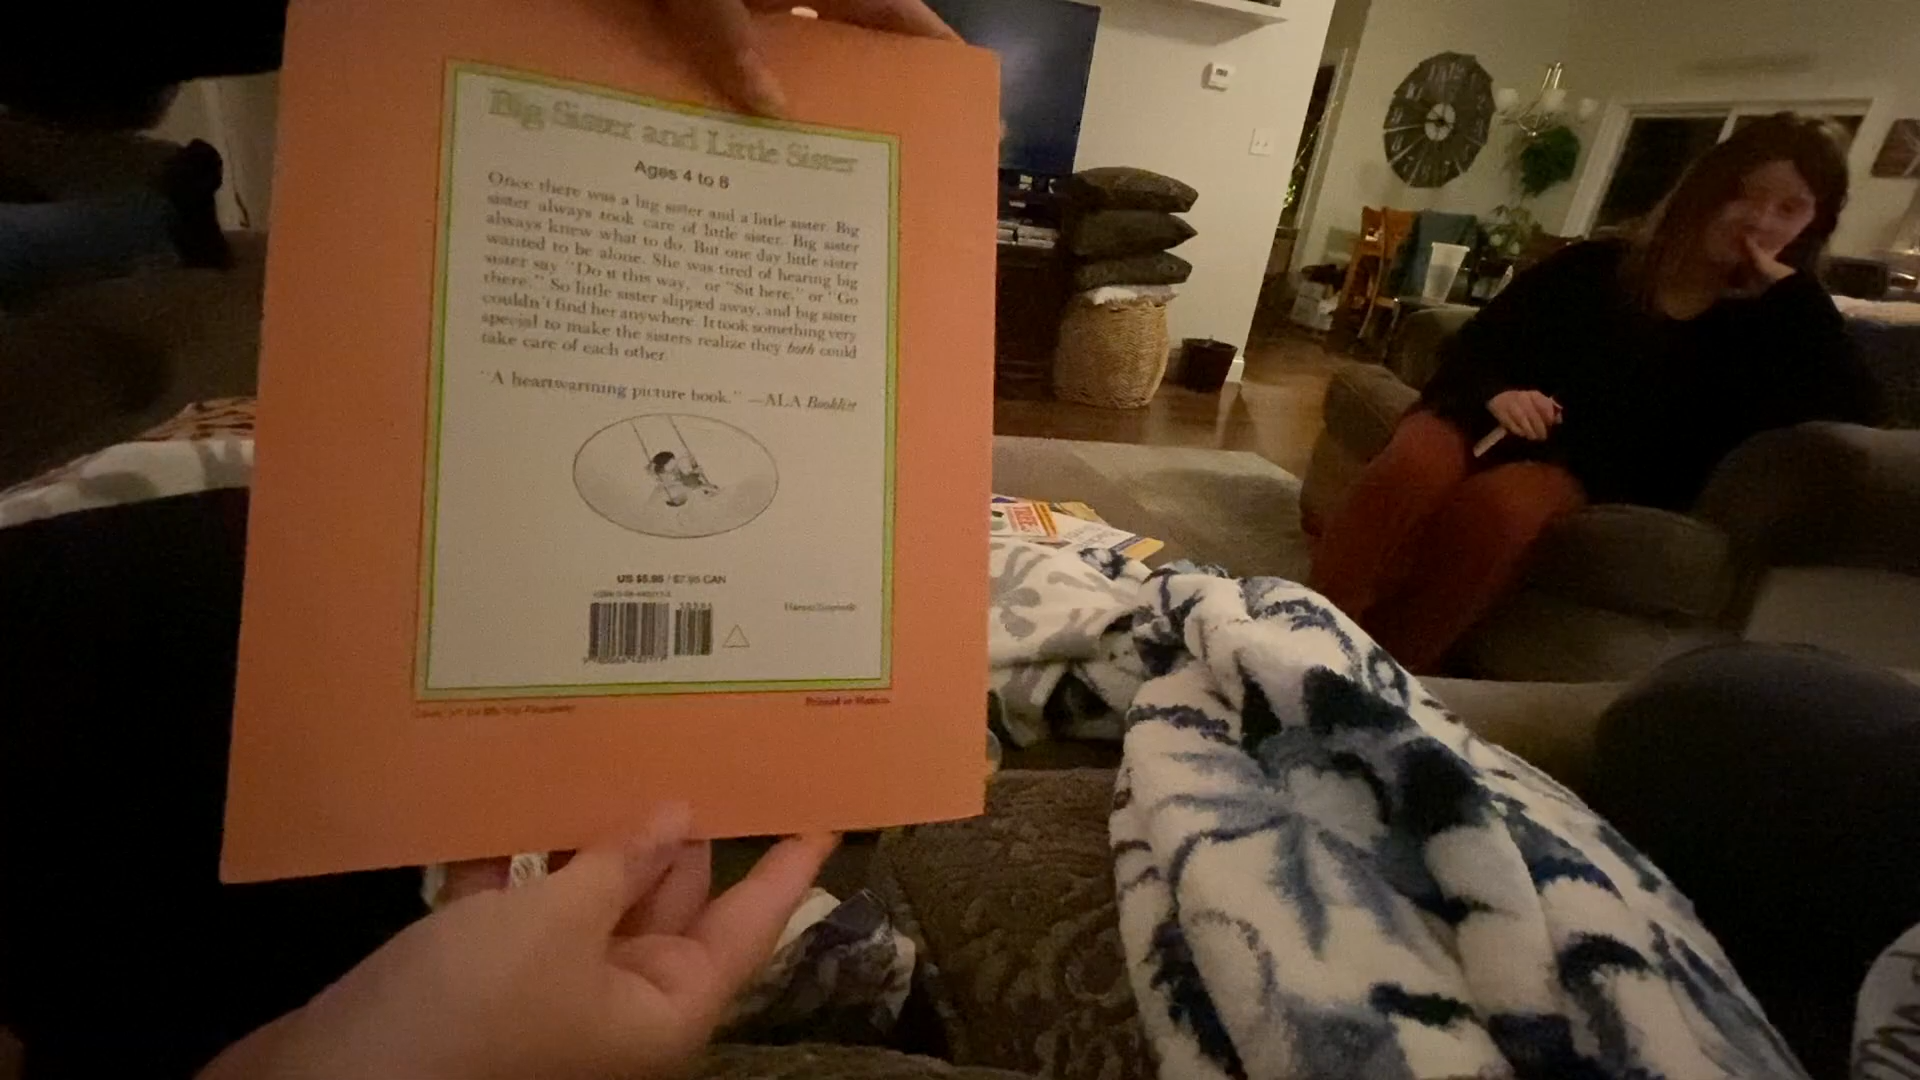 Big Sister and Little Sister
Ages 4 to 8
Once there was a big sister and a little sister. Big
sister always took care of little sister. Big sister
always knew what to do. But one day little sister
wanted to be alone. She was tired of hearing big
sister say "Do it this way," or "Sit here," or "Go
there." So little sister slipped away, and big sister
couldn't find her anywhere. It took something very
special to make the sisters realize they both could
take care of each other.
"A heartwarming picture book." —ALA Booklist
US $5.95 / $7.95 CAN
Printed in Mexico